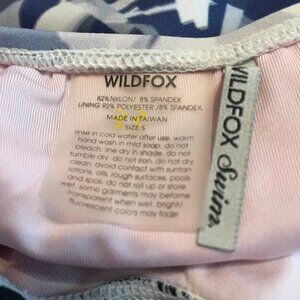 WILDFOX
82% NYLON/ 8% SPANDEX
LINING 92% POLYESTER /8% SPANDEX.
MADE IN TAIWAN
SIZE S
rinse in cold water after use. warm
hand wash in mild soap. do not
bleach. line dry in shade. do not
tumble dry. do not iron. do not dry
clean. avoid contact with suntan
lotions, oils, rough surfaces. pools
and spas. do not roll up or store
wet. some garments may become
transparent when wet. bright/
fluorescent colors may fade
WILDFOX Swim